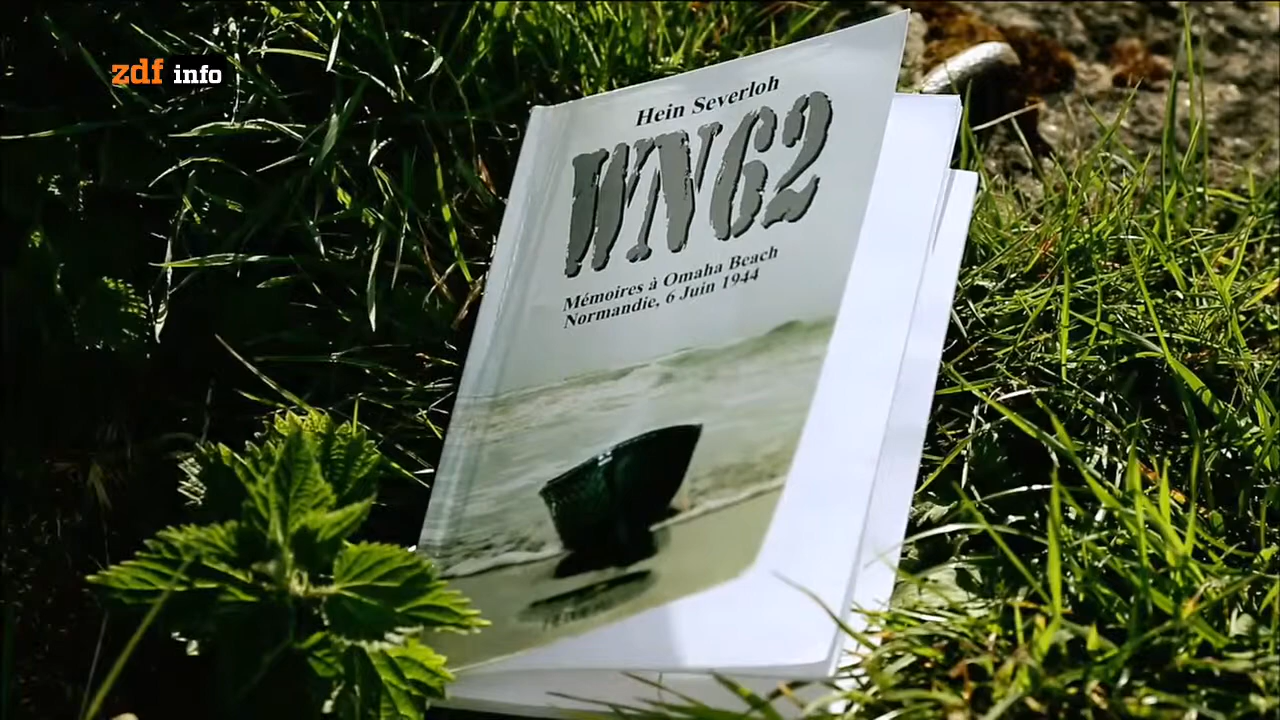 zdf info
Hein Severloh
WN62
Mémoires à Omaha Beach
Normandie, 6 Juin 1944